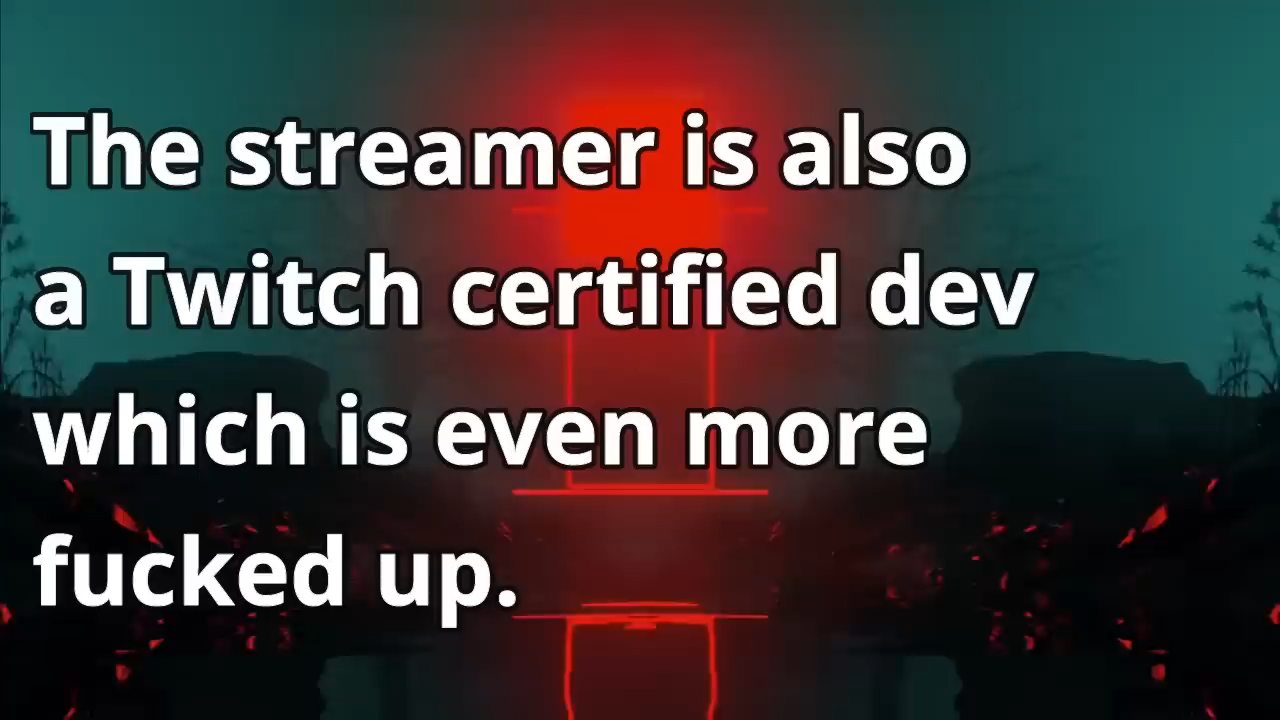 The streamer is also
a Twitch certified dev
which is even more
fucked up.